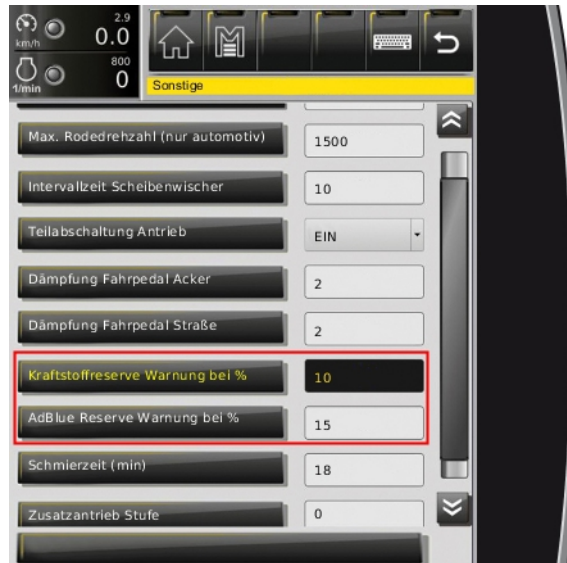 2.9
km/h 0.0
800
1/min 0
Sonstige
Max. Rodedrehzahl (nur automotiv) 1500
Intervallzeit Scheibenwischer 10
Teilabschaltung Antrieb EIN
Dämpfung Fahrpedal Acker 2
Dämpfung Fahrpedal Straße 2
Kraftstoffreserve Warnung bei % 10
AdBlue Reserve Warnung bei % 15
Schmierzeit (min) 18
Zusatzantrieb Stufe 0